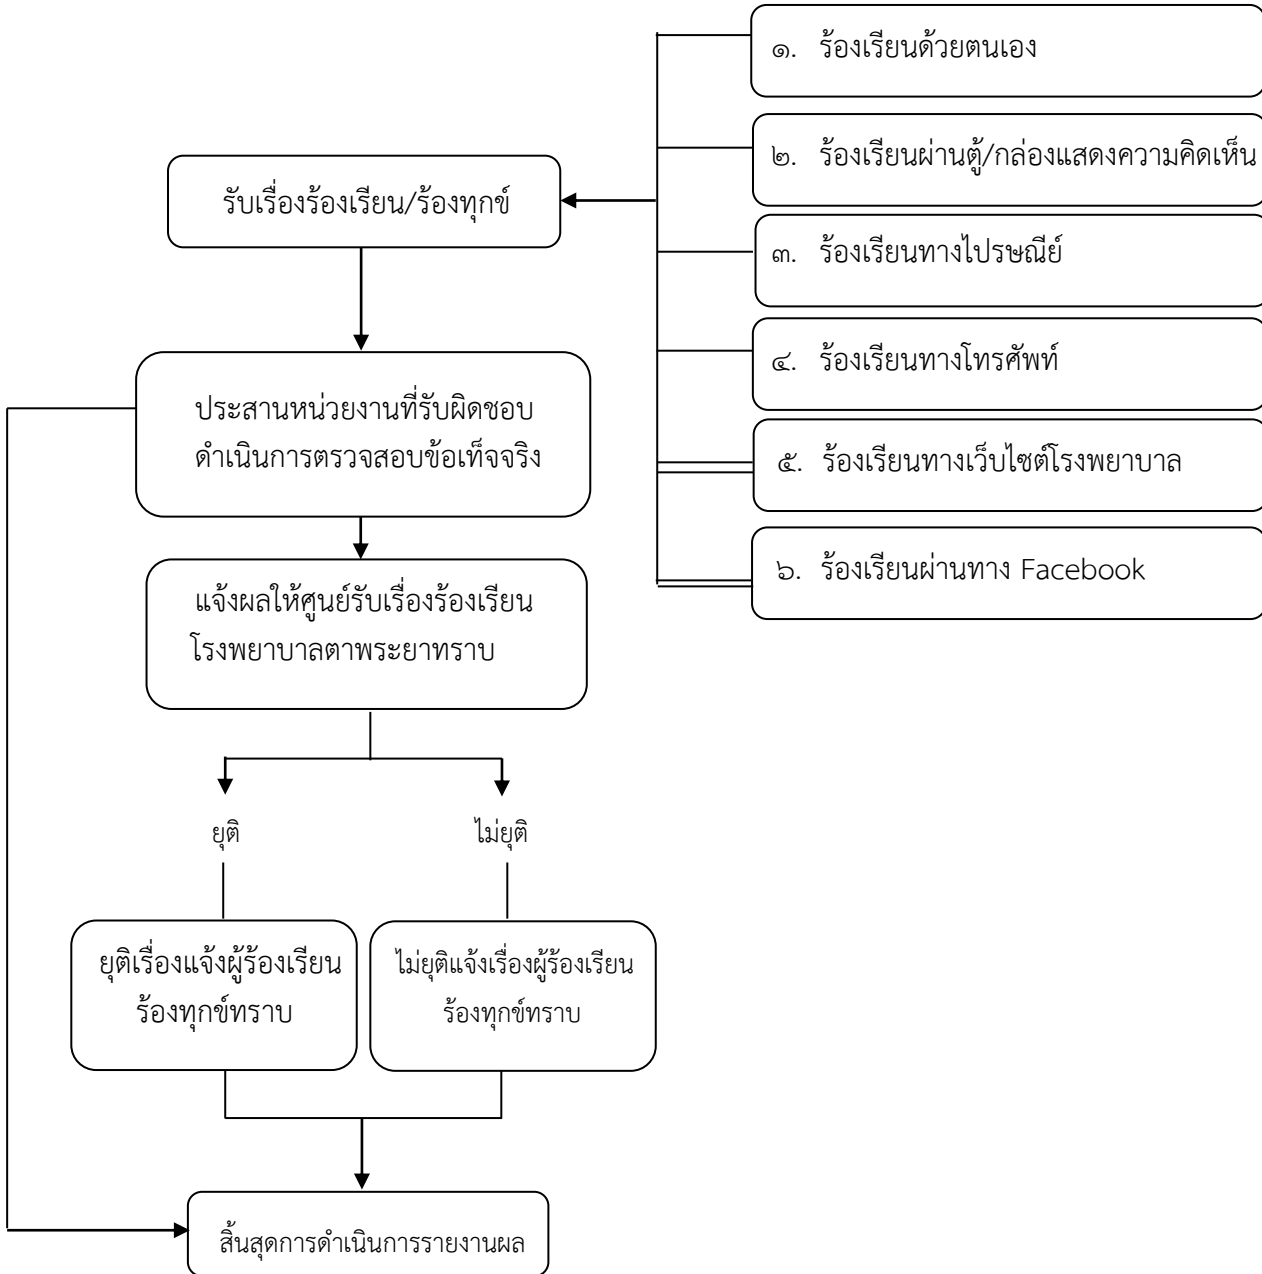 ๑. ร้องเรียนด้วยตนเอง
๒. ร้องเรียนผ่านตู้/กล่องแสดงความคิดเห็น
๓. ร้องเรียนทางไปรษณีย์
๔. ร้องเรียนทางโทรศัพท์
๕. ร้องเรียนทางเว็บไซต์โรงพยาบาล
๖. ร้องเรียนผ่านทาง Facebook
รับเรื่องร้องเรียน/ร้องทุกข์
ประสานหน่วยงานที่รับผิดชอบ
ดำเนินการตรวจสอบข้อเท็จจริง
แจ้งผลให้ศูนย์รับเรื่องร้องเรียน
โรงพยาบาลตาพระยาทราบ
ยุติ
ไม่ยุติ
ยุติเรื่องแจ้งผู้ร้องเรียน
ร้องทุกข์ทราบ
ไม่ยุติแจ้งเรื่องผู้ร้องเรียน
ร้องทุกข์ทราบ
สิ้นสุดการดำเนินการรายงานผล